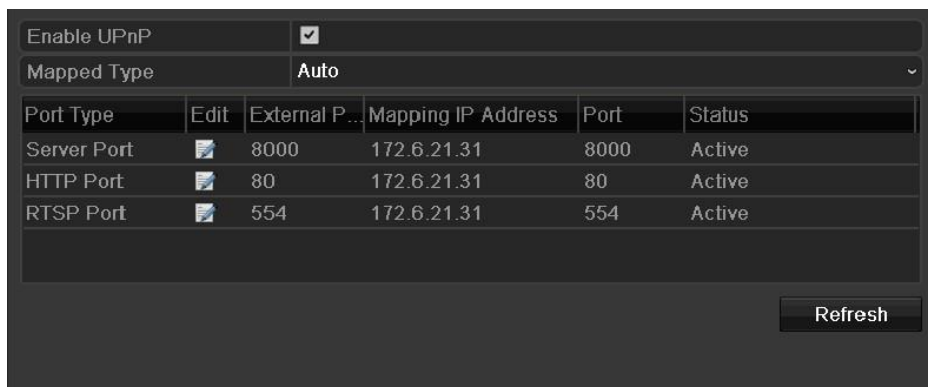 Enable UPnP
Mapped Type Auto
Port Type Edit External P... Mapping IP Address Port Status
Server Port 8000 172.6.21.31 8000 Active
HTTP Port 80 172.6.21.31 80 Active
RTSP Port 554 172.6.21.31 554 Active
Refresh